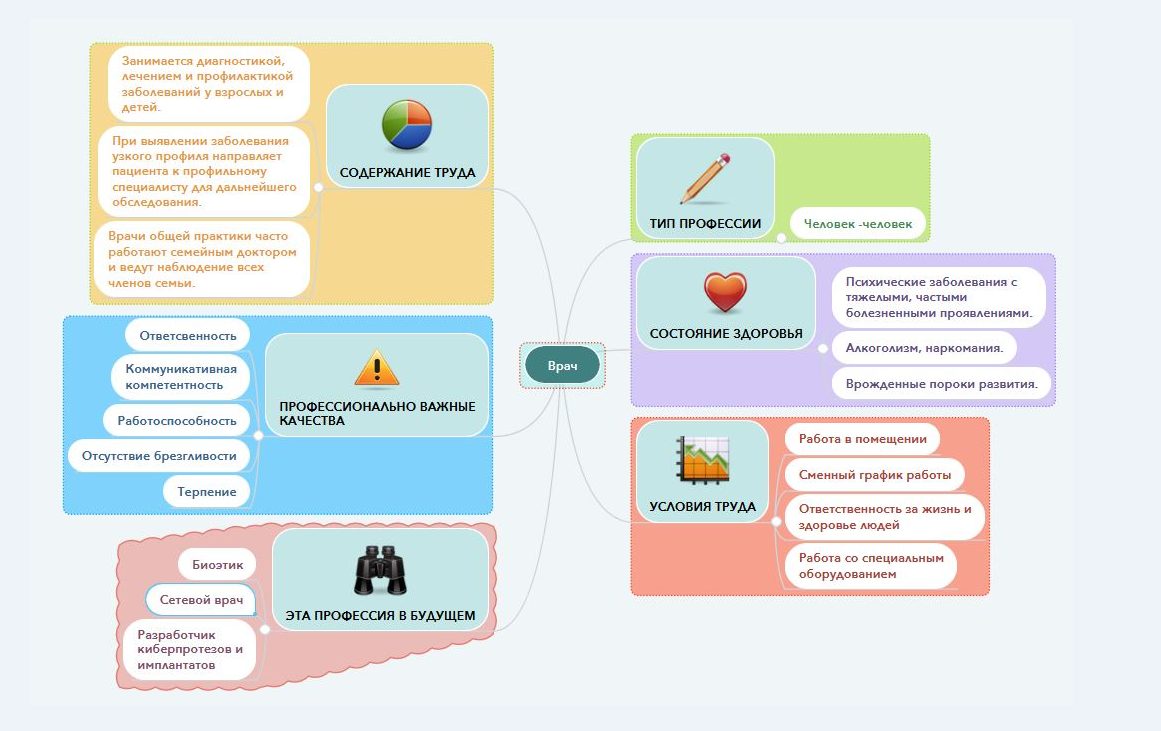 Занимается диагностикой,
лечением и профилактикой
заболеваний у взрослых и
детей.
При выявлении заболевания
узкого профиля направляет
пациента к профильному
специалисту для дальнейшего
обследования.
Врачи общей практики часто
работают семейным доктором
и ведут наблюдение всех
членов семьи.
СОДЕРЖАНИЕ ТРУДА
Ответсвенность
Коммуникативная
компетентность
Работоспособность
Отсутствие брезгливости
Терпение
ПРОФЕССИОНАЛЬНО ВАЖНЫЕ
КАЧЕСТВА
Биоэтик
Сетевой врач
Разработчик
киберпротезов и
имплантатов
ЭТА ПРОФЕССИЯ В БУДУЩЕМ
Врач
ТИП ПРОФЕССИИ
Человек -человек
СОСТОЯНИЕ ЗДОРОВЬЯ
Психические заболевания с
тяжелыми, частыми
болезненными проявлениями.
Алкоголизм, наркомания.
Врожденные пороки развития.
УСЛОВИЯ ТРУДА
Работа в помещении
Сменный график работы
Ответственность за жизнь и
здоровье людей
Работа со специальным
оборудованием